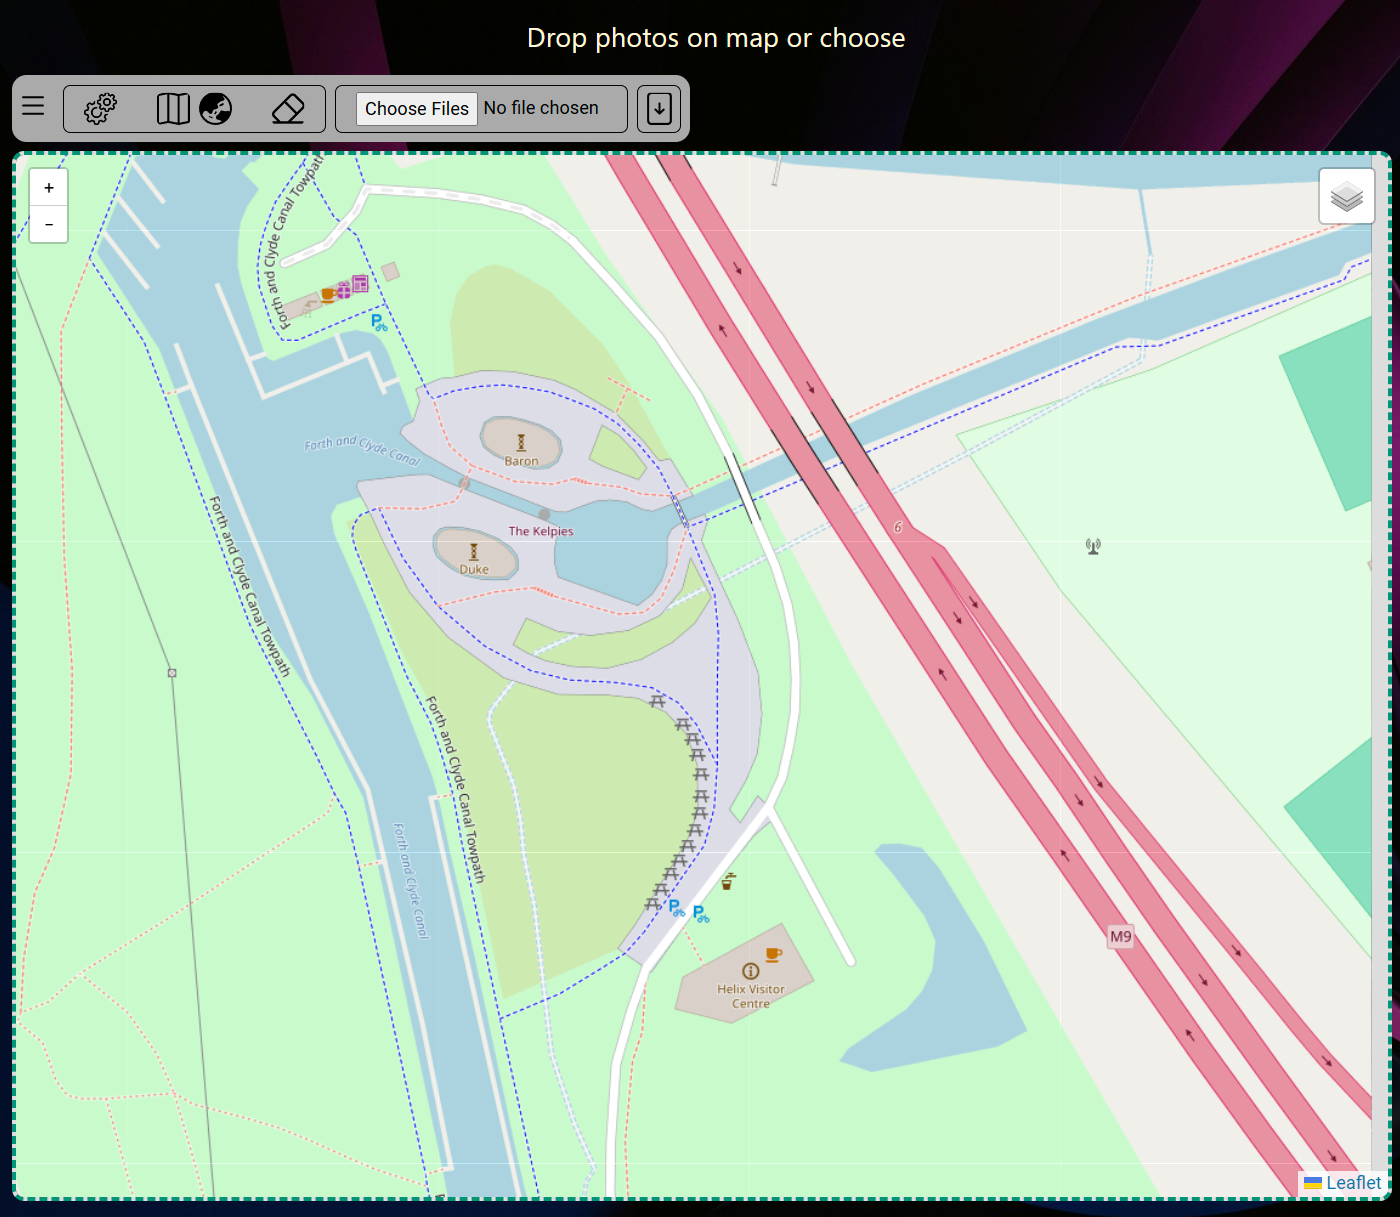 Drop photos on map or choose
Choose Files No file chosen
+
−
Forth and Clyde Canal Towpath
Forth and Clyde Canal
Baron
The Kelpies
Duke
6
Forth and Clyde Canal Towpath
Forth and Clyde Canal Towpath
Forth and Clyde Canal
M9
Helix Visitor
Centre
Leaflet